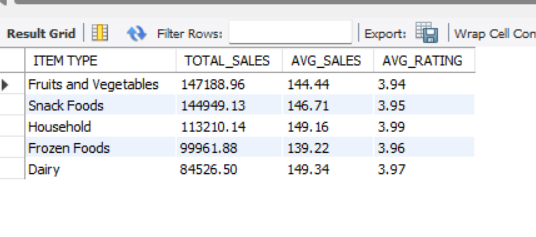 Result Grid Filter Rows: Export: Wrap Cell Con
ITEM TYPE TOTAL_SALES AVG_SALES AVG_RATING
Fruits and Vegetables 147188.96 144.44 3.94
Snack Foods 144949.13 146.71 3.95
Household 113210.14 149.16 3.99
Frozen Foods 99961.88 139.22 3.96
Dairy 84526.50 149.34 3.97